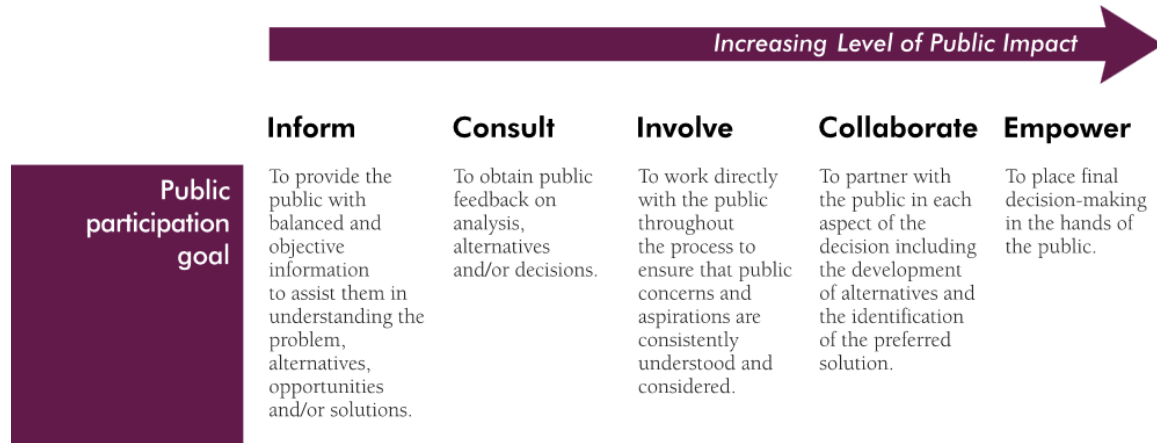 Increasing Level of Public Impact
Inform
Consult
Involve
Collaborate
Empower
Public
participation
goal
To provide the
public with
balanced and
objective
information
to assist them in
understanding the
problem,
alternatives,
opportunities
and/or solutions.
To obtain public
feedback on
analysis,
alternatives
and/or decisions.
To work directly
with the public
throughout
the process to
ensure that public
concerns and
aspirations are
consistently
understood and
considered.
To partner with
the public in each
aspect of the
decision including
the development
of alternatives and
the identification
of the preferred
solution.
To place final
decision-making
in the hands of
the public.